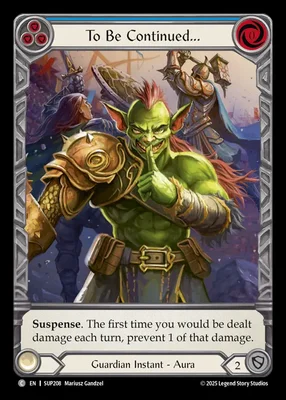 To Be Continued...
Suspense. The first time you would be dealt
damage each turn, prevent 1 of that damage.
Guardian Instant - Aura
2
C EN | SUP208 Mariusz Gandzel
© 2025 Legend Story Studios